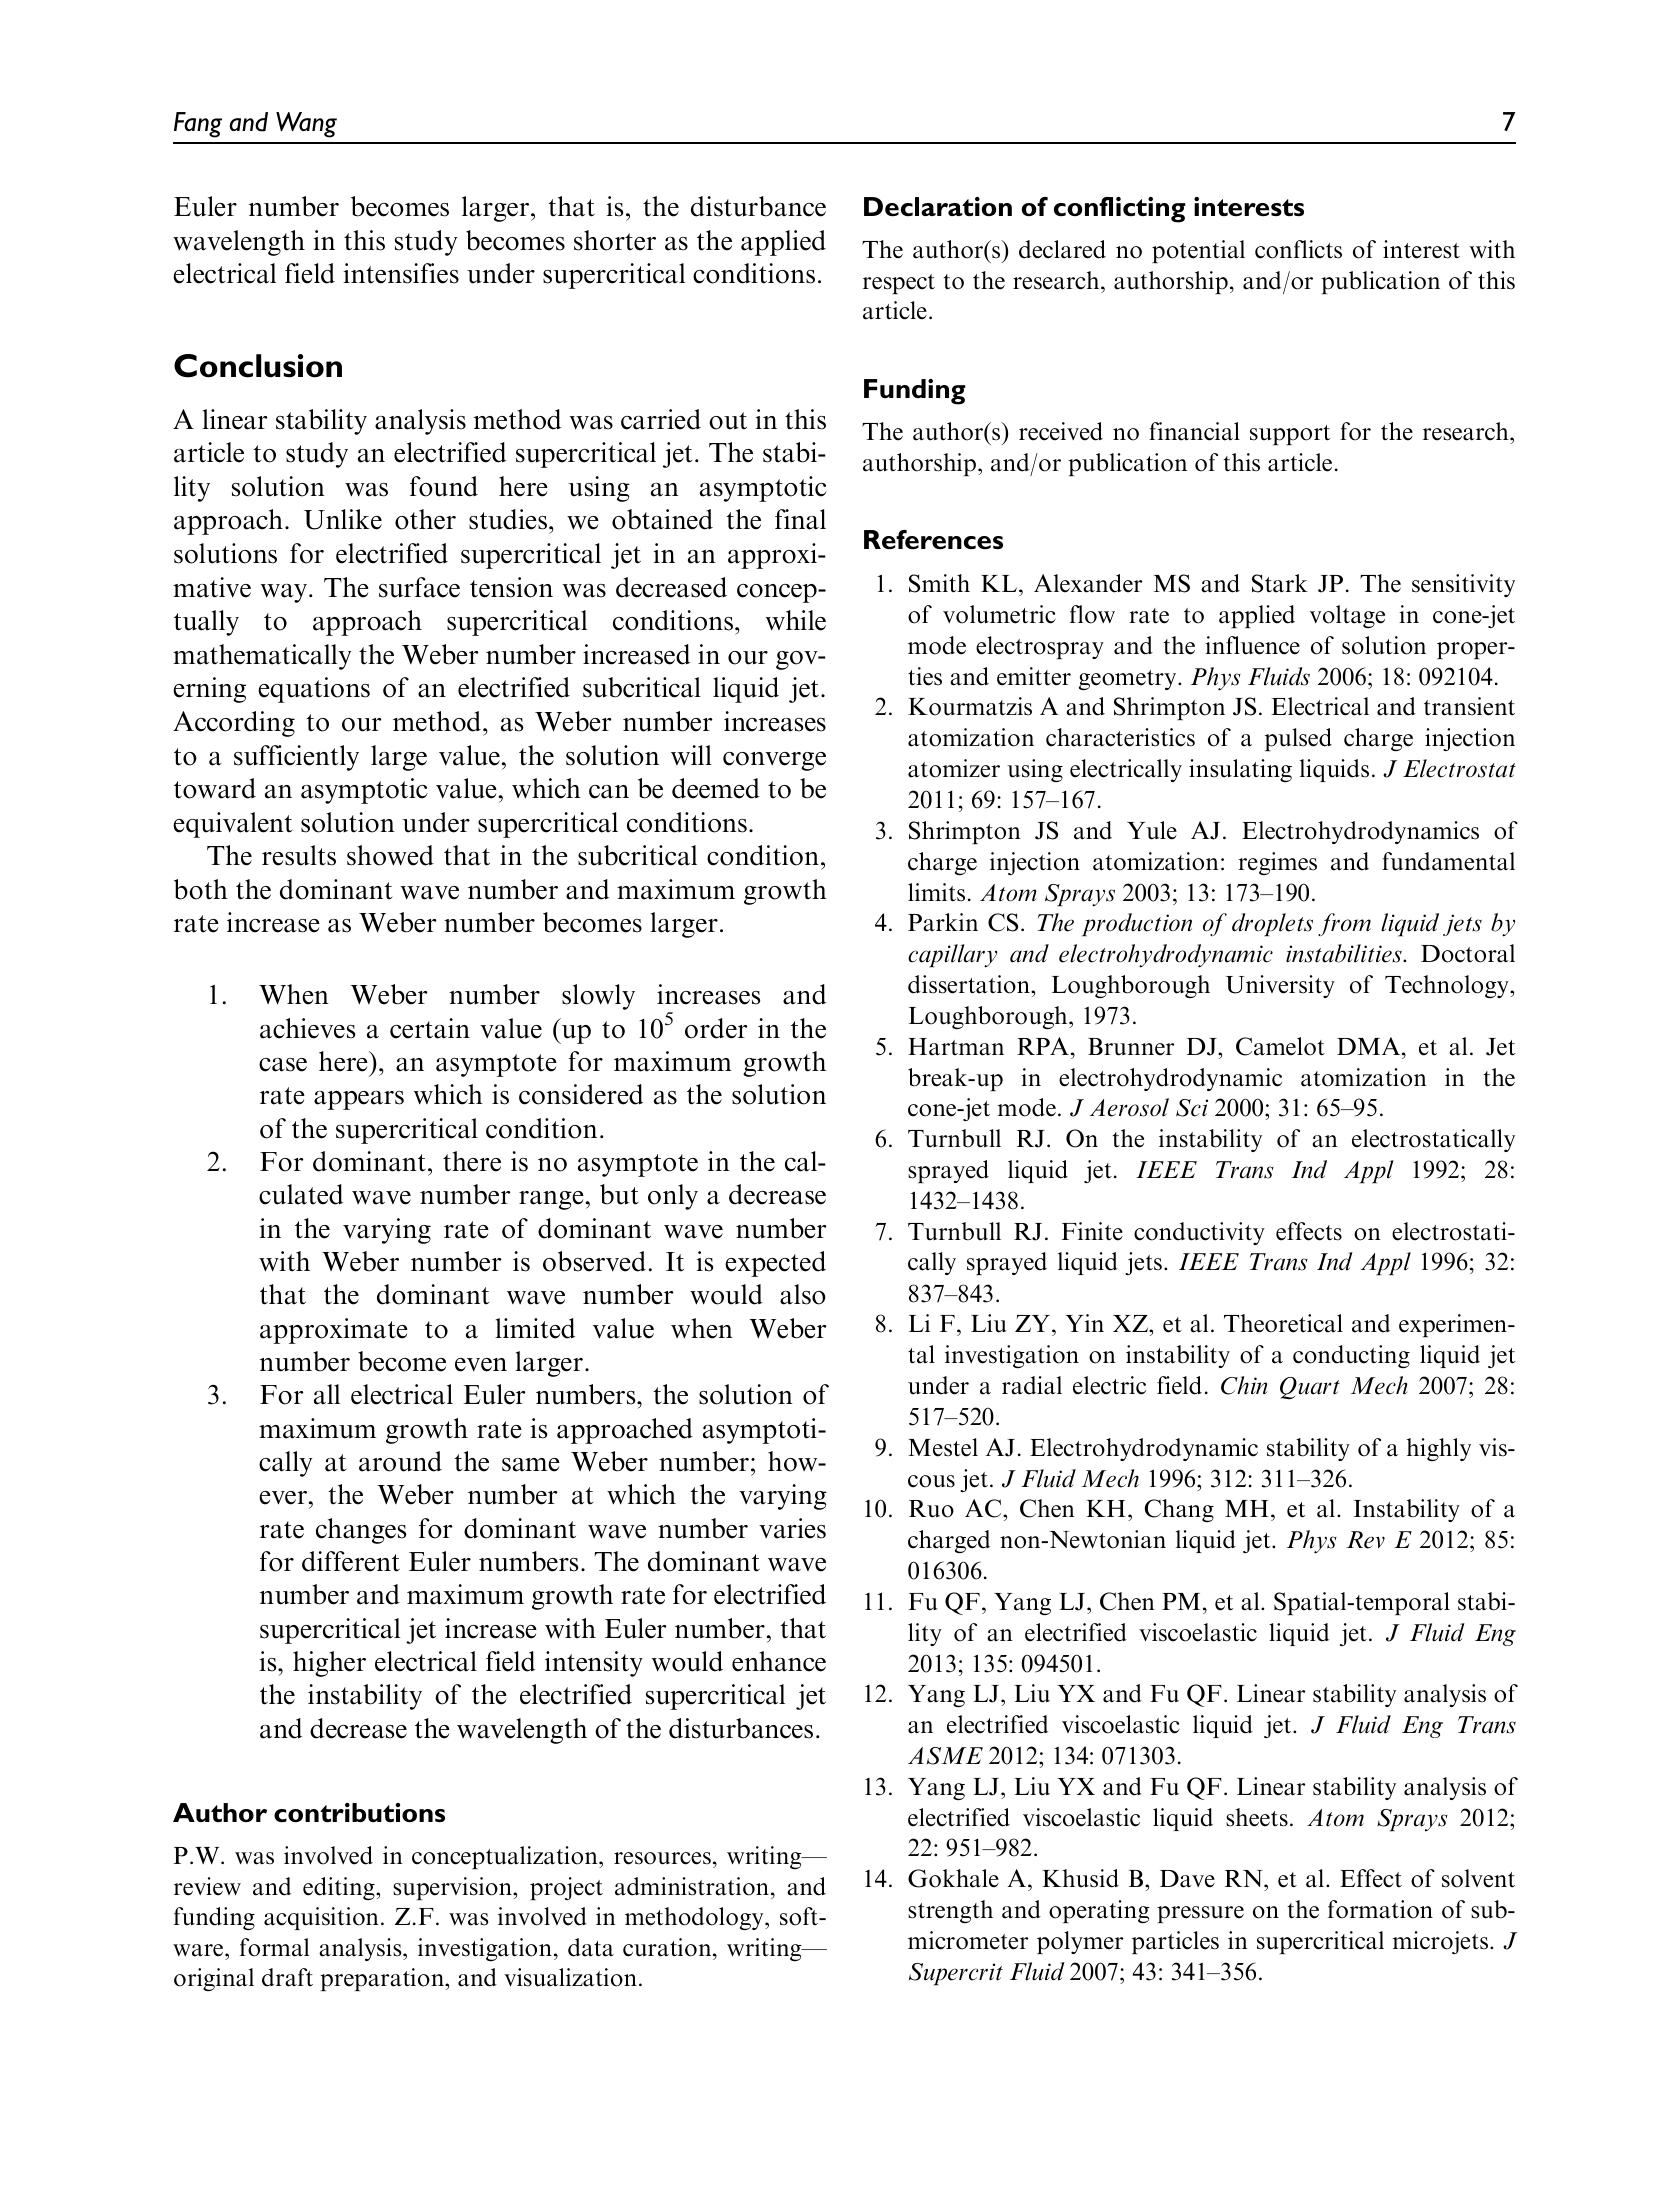 Fang and Wang
7
Euler number becomes larger, that is, the disturbance
wavelength in this study becomes shorter as the applied
electrical field intensifies under supercritical conditions.
Conclusion
A linear stability analysis method was carried out in this
article to study an electrified supercritical jet. The stabi-
lity solution was found here using an asymptotic
approach. Unlike other studies, we obtained the final
solutions for electrified supercritical jet in an approxi-
mative way. The surface tension was decreased concep-
tually to approach supercritical conditions, while
mathematically the Weber number increased in our gov-
erning equations of an electrified subcritical liquid jet.
According to our method, as Weber number increases
to a sufficiently large value, the solution will converge
toward an asymptotic value, which can be deemed to be
equivalent solution under supercritical conditions.
The results showed that in the subcritical condition,
both the dominant wave number and maximum growth
rate increase as Weber number becomes larger.
1. When Weber number slowly increases and
achieves a certain value (up to 10⁵ order in the
case here), an asymptote for maximum growth
rate appears which is considered as the solution
of the supercritical condition.
2. For dominant, there is no asymptote in the cal-
culated wave number range, but only a decrease
in the varying rate of dominant wave number
with Weber number is observed. It is expected
that the dominant wave number would also
approximate to a limited value when Weber
number become even larger.
3. For all electrical Euler numbers, the solution of
maximum growth rate is approached asymptoti-
cally at around the same Weber number; how-
ever, the Weber number at which the varying
rate changes for dominant wave number varies
for different Euler numbers. The dominant wave
number and maximum growth rate for electrified
supercritical jet increase with Euler number, that
is, higher electrical field intensity would enhance
the instability of the electrified supercritical jet
and decrease the wavelength of the disturbances.
Author contributions
P.W. was involved in conceptualization, resources, writing—
review and editing, supervision, project administration, and
funding acquisition. Z.F. was involved in methodology, soft-
ware, formal analysis, investigation, data curation, writing—
original draft preparation, and visualization.
Declaration of conflicting interests
The author(s) declared no potential conflicts of interest with
respect to the research, authorship, and/or publication of this
article.
Funding
The author(s) received no financial support for the research,
authorship, and/or publication of this article.
References
1. Smith KL, Alexander MS and Stark JP. The sensitivity
of volumetric flow rate to applied voltage in cone-jet
mode electrospray and the influence of solution proper-
ties and emitter geometry. Phys Fluids 2006; 18: 092104.
2. Kourmatzis A and Shrimpton JS. Electrical and transient
atomization characteristics of a pulsed charge injection
atomizer using electrically insulating liquids. J Electrostat
2011; 69: 157–167.
3. Shrimpton JS and Yule AJ. Electrohydrodynamics of
charge injection atomization: regimes and fundamental
limits. Atom Sprays 2003; 13: 173–190.
4. Parkin CS. The production of droplets from liquid jets by
capillary and electrohydrodynamic instabilities. Doctoral
dissertation, Loughborough University of Technology,
Loughborough, 1973.
5. Hartman RPA, Brunner DJ, Camelot DMA, et al. Jet
break-up in electrohydrodynamic atomization in the
cone-jet mode. J Aerosol Sci 2000; 31: 65–95.
6. Turnbull RJ. On the instability of an electrostatically
sprayed liquid jet. IEEE Trans Ind Appl 1992; 28:
1432–1438.
7. Turnbull RJ. Finite conductivity effects on electrostati-
cally sprayed liquid jets. IEEE Trans Ind Appl 1996; 32:
837–843.
8. Li F, Liu ZY, Yin XZ, et al. Theoretical and experimen-
tal investigation on instability of a conducting liquid jet
under a radial electric field. Chin Quart Mech 2007; 28:
517–520.
9. Mestel AJ. Electrohydrodynamic stability of a highly vis-
cous jet. J Fluid Mech 1996; 312: 311–326.
10. Ruo AC, Chen KH, Chang MH, et al. Instability of a
charged non-Newtonian liquid jet. Phys Rev E 2012; 85:
016306.
11. Fu QF, Yang LJ, Chen PM, et al. Spatial-temporal stabi-
lity of an electrified viscoelastic liquid jet. J Fluid Eng
2013; 135: 094501.
12. Yang LJ, Liu YX and Fu QF. Linear stability analysis of
an electrified viscoelastic liquid jet. J Fluid Eng Trans
ASME 2012; 134: 071303.
13. Yang LJ, Liu YX and Fu QF. Linear stability analysis of
electrified viscoelastic liquid sheets. Atom Sprays 2012;
22: 951–982.
14. Gokhale A, Khusid B, Dave RN, et al. Effect of solvent
strength and operating pressure on the formation of sub-
micrometer polymer particles in supercritical microjets. J
Supercrit Fluid 2007; 43: 341–356.